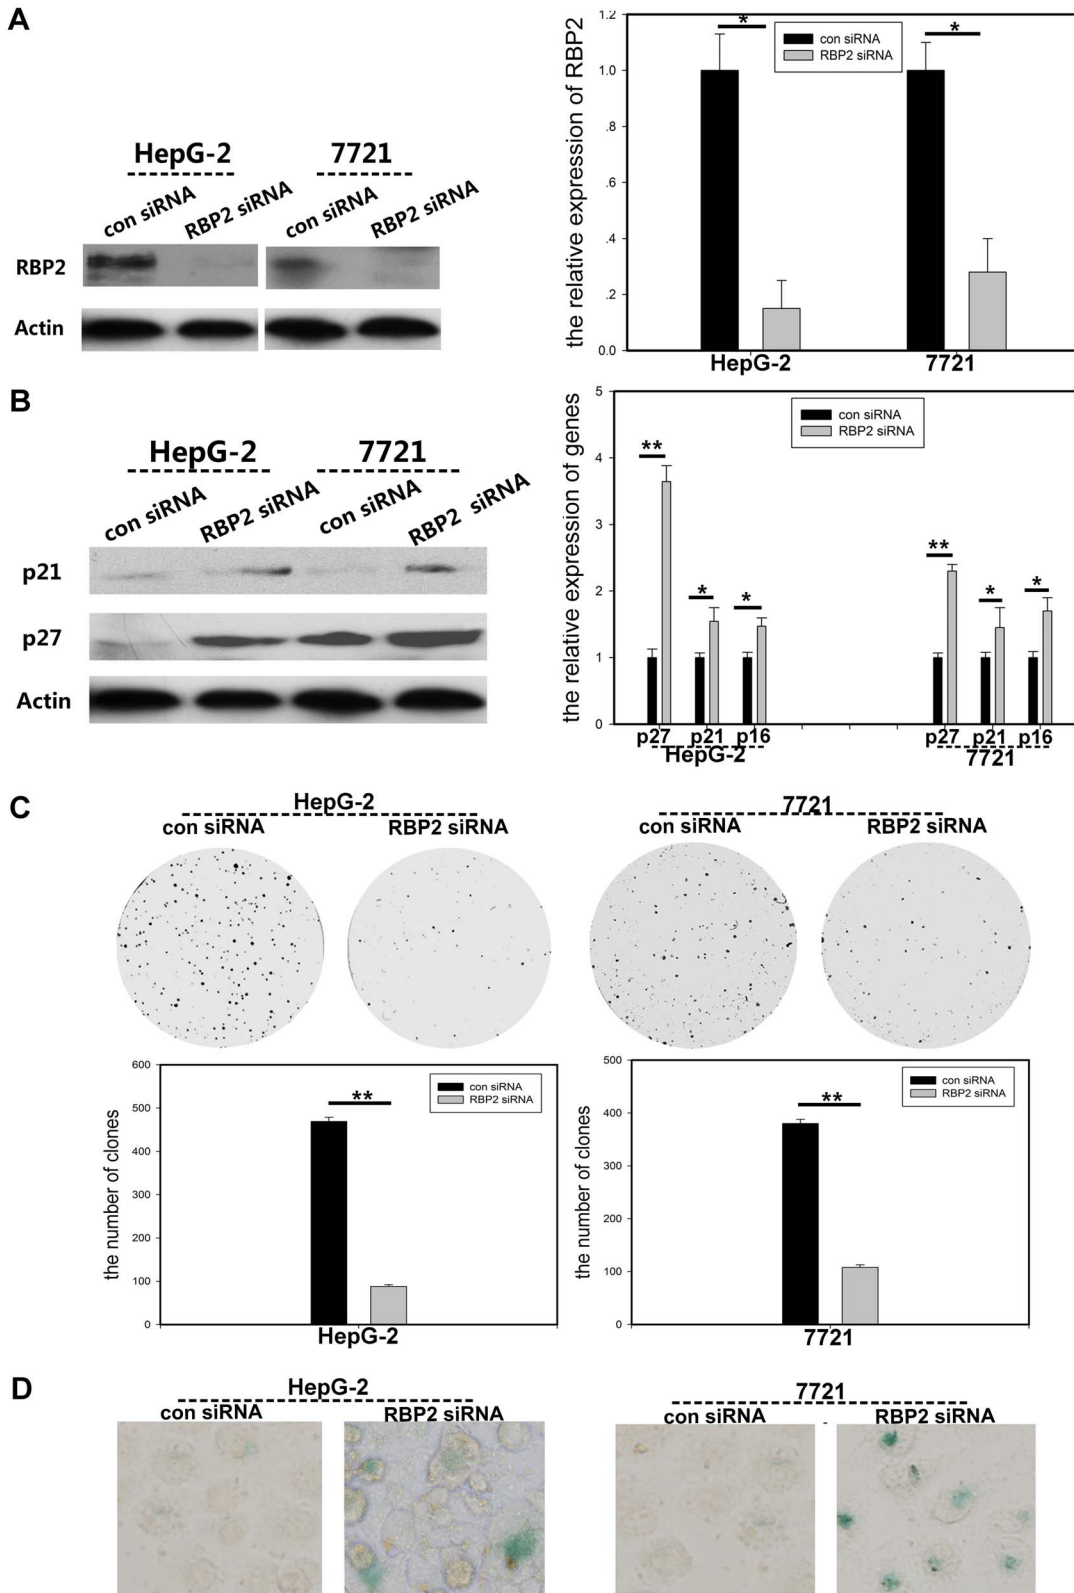 A
HepG-2 7721
con siRNA RBP2 siRNA con siRNA RBP2 siRNA
RBP2
Actin
the relative expression of RBP2
1.2
1.0
.8
.6
.4
.2
0.0
* *
con siRNA
RBP2 siRNA
HepG-2 7721
B
HepG-2 7721
con siRNA RBP2 siRNA con siRNA RBP2 siRNA
p21
p27
Actin
the relative expression of genes
5
4
3
2
1
0
con siRNA
RBP2 siRNA
** * * ** * *
p27 p21 p16 p27 p21 p16
HepG-2 7721
C
HepG-2 7721
con siRNA RBP2 siRNA con siRNA RBP2 siRNA
the number of clones
600
500
400
300
200
100
0
con siRNA
RBP2 siRNA
**
HepG-2
the number of clones
500
400
300
200
100
0
con siRNA
RBP2 siRNA
**
7721
D
HepG-2 7721
con siRNA RBP2 siRNA con siRNA - RBP2 siRNA